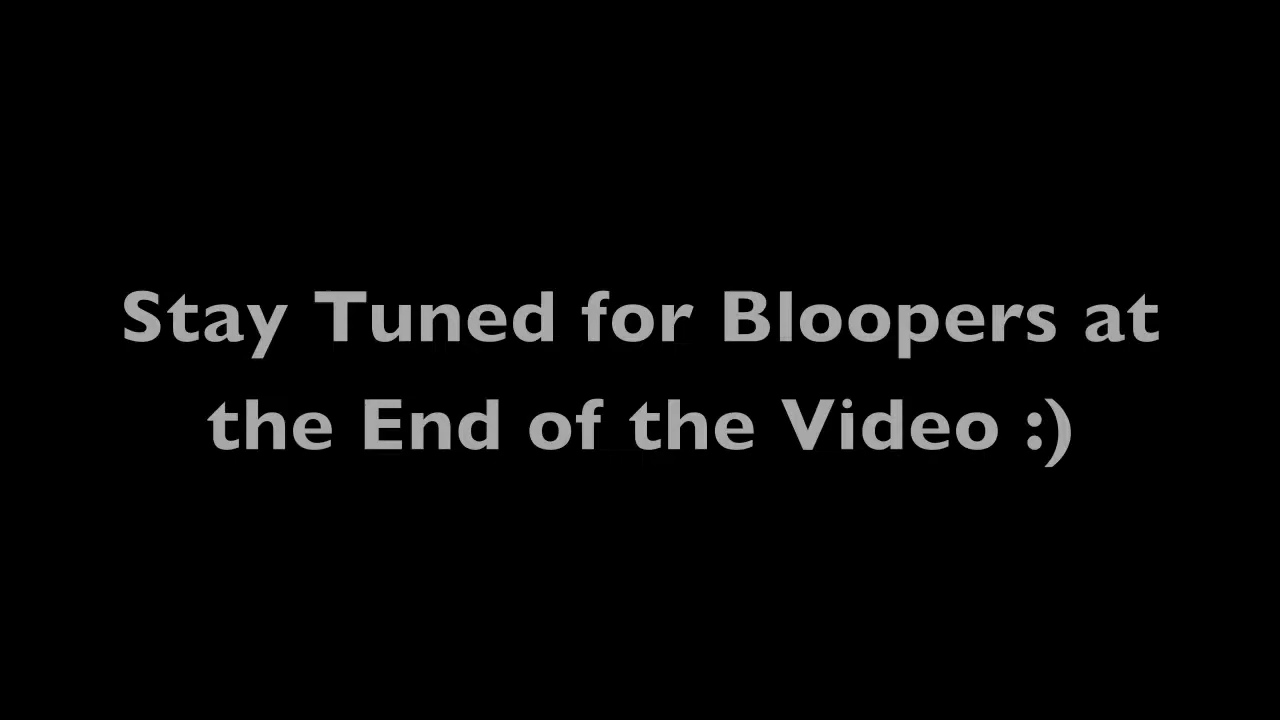 Stay Tuned for Bloopers at
the End of the Video :)